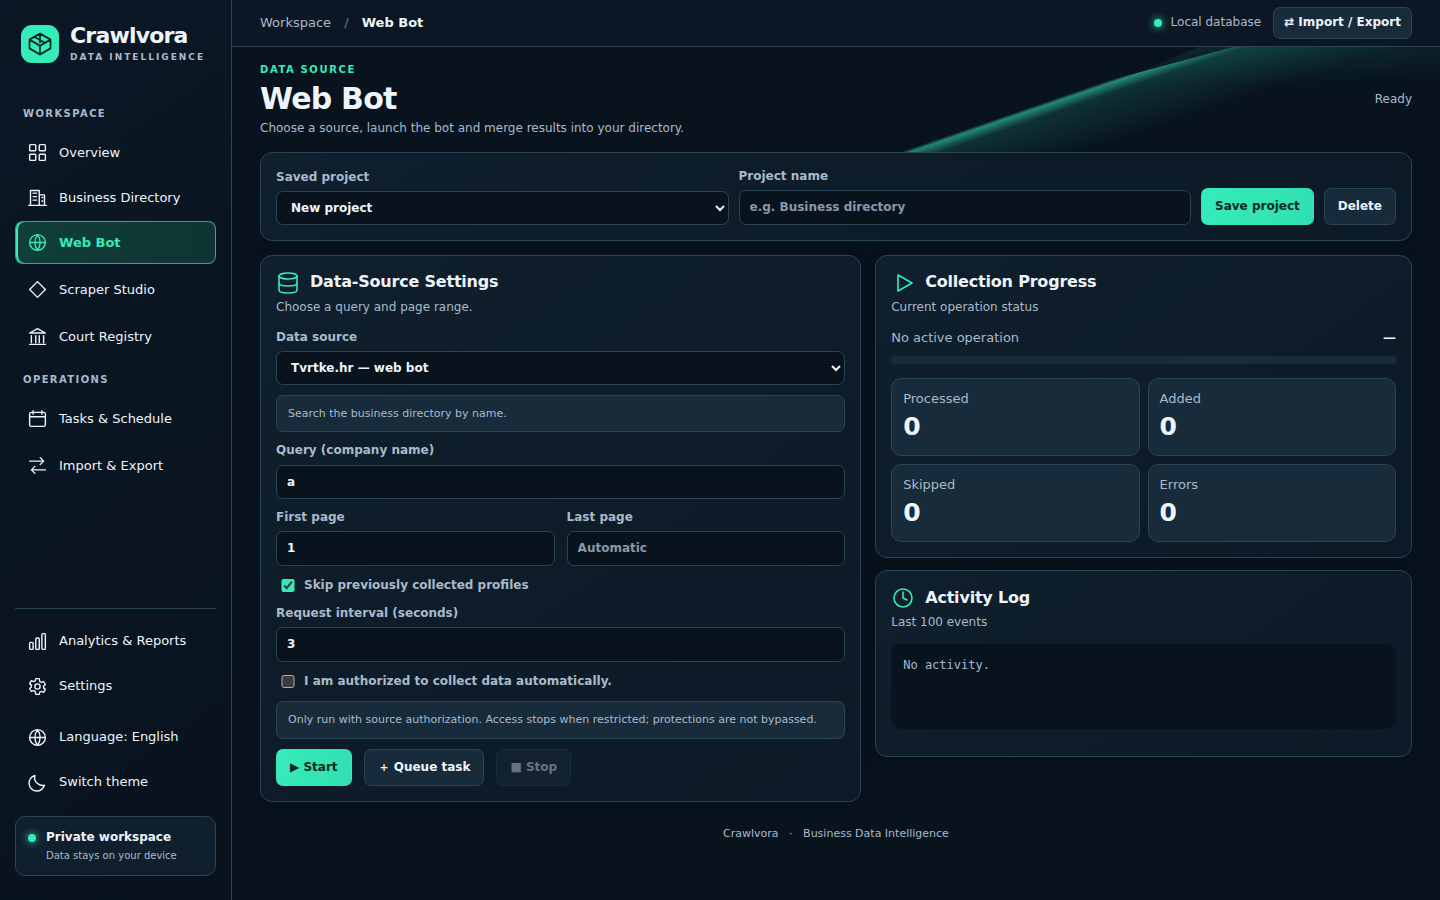 Crawlvora
DATA INTELLIGENCE
WORKSPACE
Overview
Business Directory
Web Bot
Scraper Studio
Court Registry
OPERATIONS
Tasks & Schedule
Import & Export
Analytics & Reports
Settings
Language: English
Switch theme
Private workspace
Data stays on your device
Workspace / Web Bot
Local database
⇄ Import / Export
DATA SOURCE
Web Bot
Choose a source, launch the bot and merge results into your directory.
Ready
Saved project
New project
Project name
e.g. Business directory
Save project
Delete
Data-Source Settings
Choose a query and page range.
Data source
Tvrtke.hr — web bot
Search the business directory by name.
Query (company name)
a
First page
1
Last page
Automatic
Skip previously collected profiles
Request interval (seconds)
3
I am authorized to collect data automatically.
Only run with source authorization. Access stops when restricted; protections are not bypassed.
▶ Start
+ Queue task
■ Stop
Collection Progress
Current operation status
No active operation —
Processed
0
Added
0
Skipped
0
Errors
0
Activity Log
Last 100 events
No activity.
Crawlvora · Business Data Intelligence